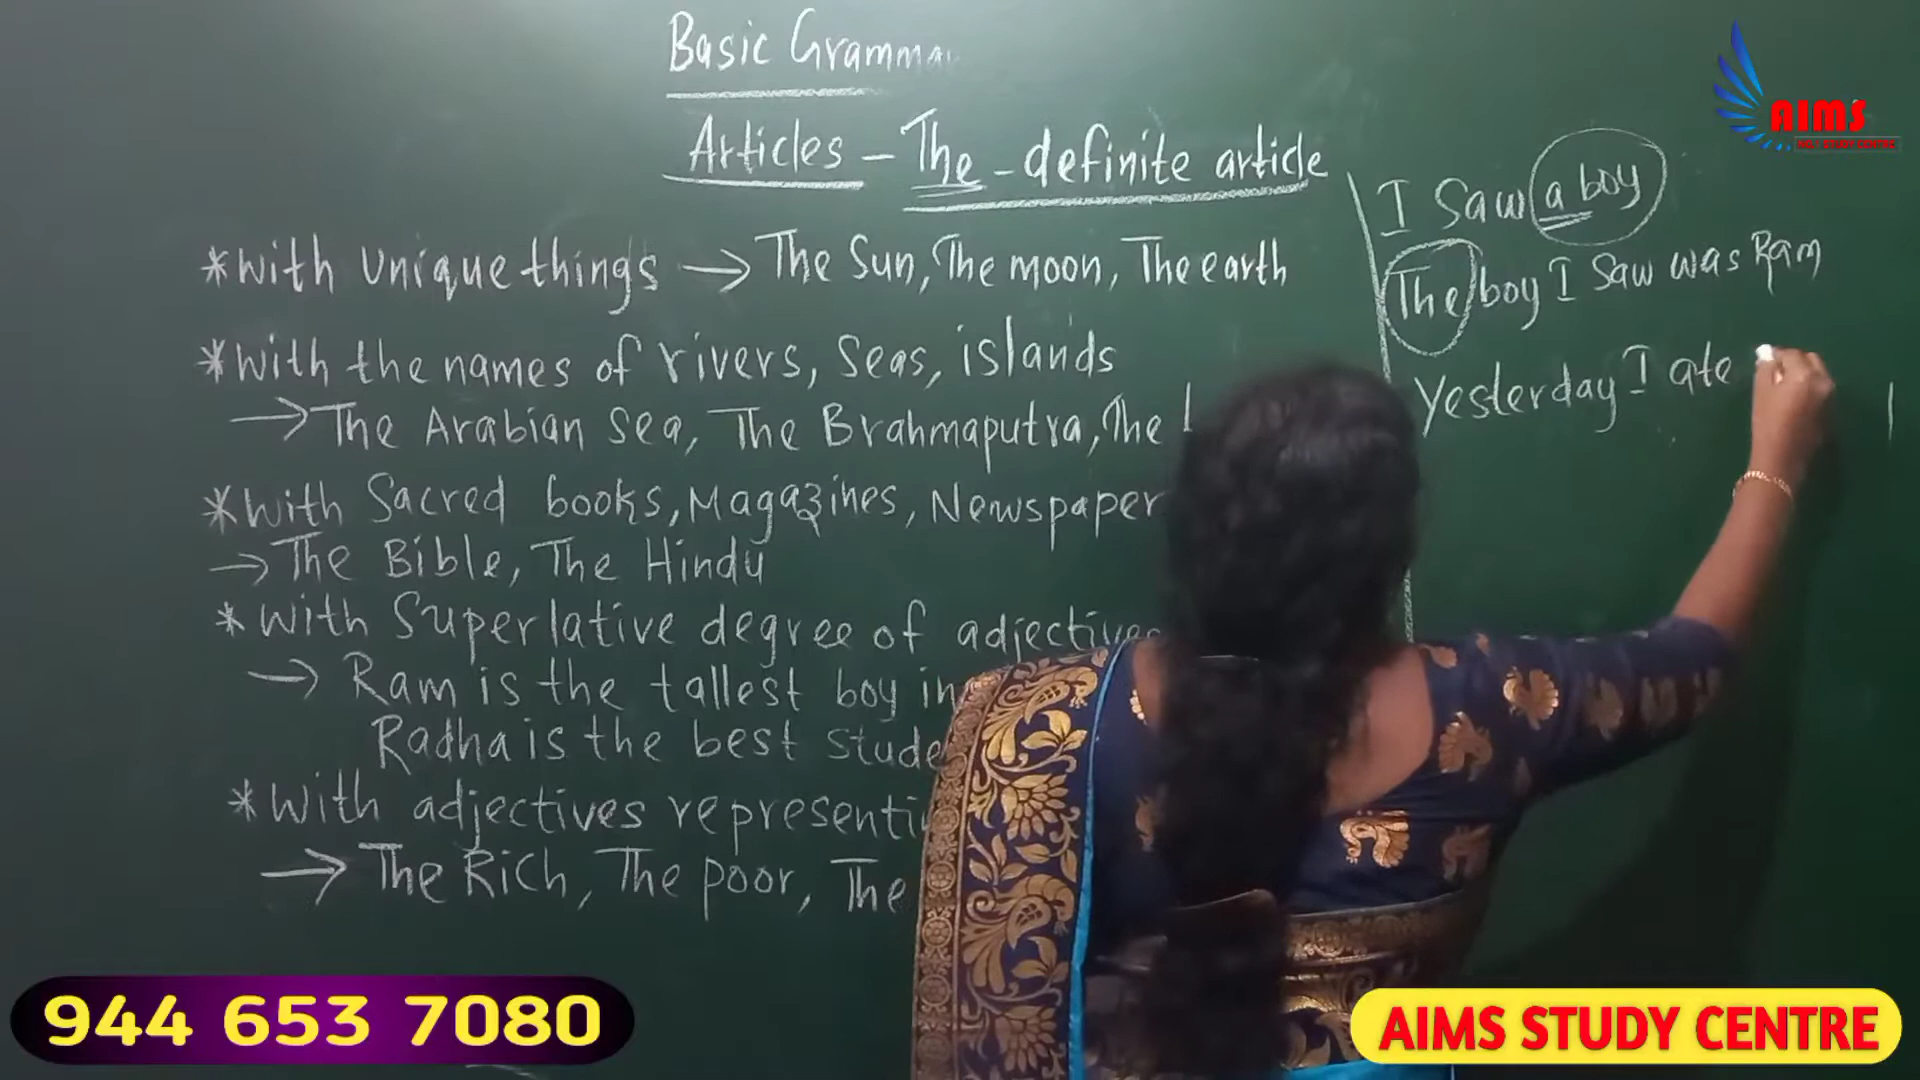 Basic Grammar
Articles - The - definite article
*With unique things → The Sun, The moon, The earth
*With the names of rivers, seas, islands
→ The Arabian sea, The Brahmaputra, The
*With Sacred books, Magazines, Newspaper
→ The Bible, The Hindu
*With Superlative degree of adjectives
→ Ram is the tallest boy in
Radha is the best stude
*With adjectives representi
→ The Rich, The poor, The
I Saw a boy
The boy I Saw was Ram
Yesterday I ate
AIMS
STUDY CENTRE
944 653 7080
AIMS STUDY CENTRE